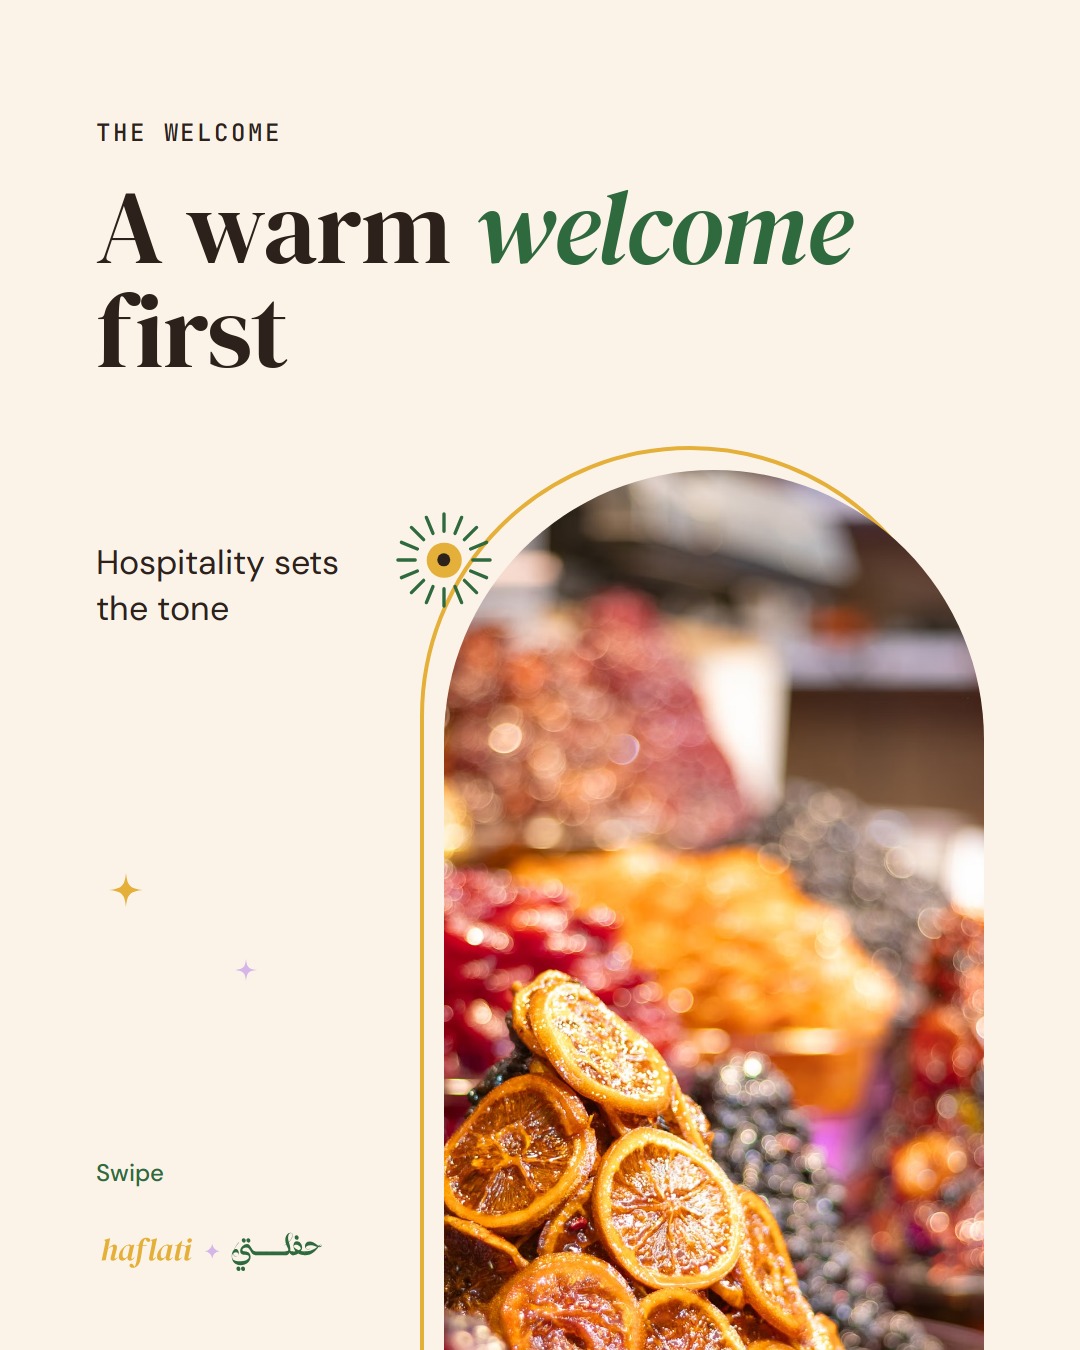 THE WELCOME
A warm welcome
first
Hospitality sets
the tone
Swipe
haflati حفلتي